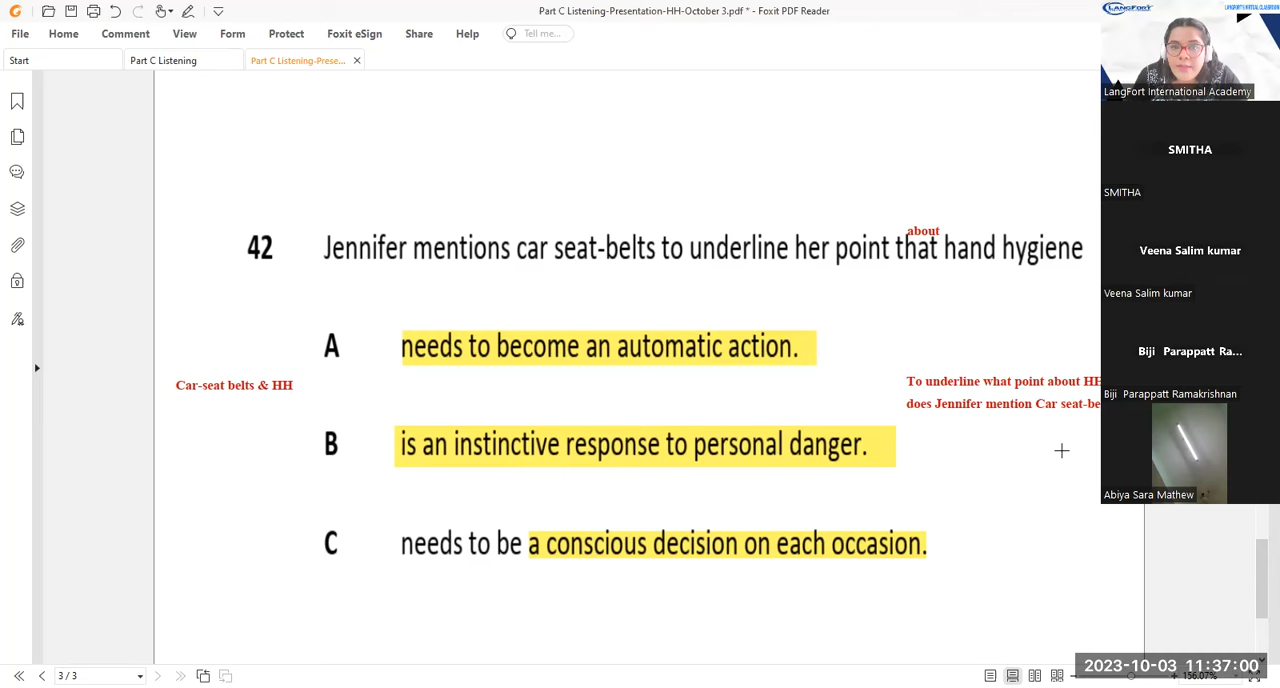 Part C Listening-Presentation-HH-October 3.pdf * - Foxit PDF Reader
File Home Comment View Form Protect Foxit eSign Share Help Tell me...
Start Part C Listening Part C Listening-Prese...
LANGFORT
LangFort International Academy
SMITHA
SMITHA
Veena Salim kumar
Veena Salim kumar
Biji Parappatt Ra...
Biji Parappatt Ramakrishnan
Abiya Sara Mathew
about
42 Jennifer mentions car seat-belts to underline her point that hand hygiene
A needs to become an automatic action.
Car-seat belts & HH
To underline what point about HH
does Jennifer mention Car seat-be
B is an instinctive response to personal danger.
C needs to be a conscious decision on each occasion.
3 / 3
2023-10-03 11:37:00
156.07%